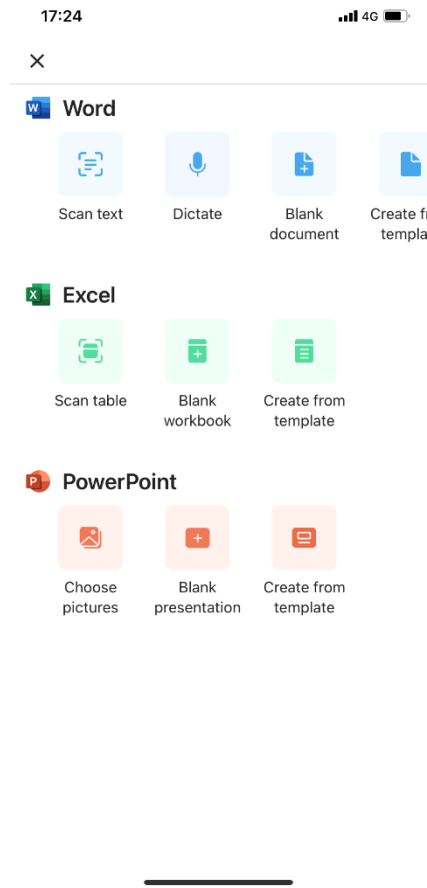 17:24
4G
Word
Scan text
Dictate
Blank
document
Create f
templa
Excel
Scan table
Blank
workbook
Create from
template
PowerPoint
Choose
pictures
Blank
presentation
Create from
template